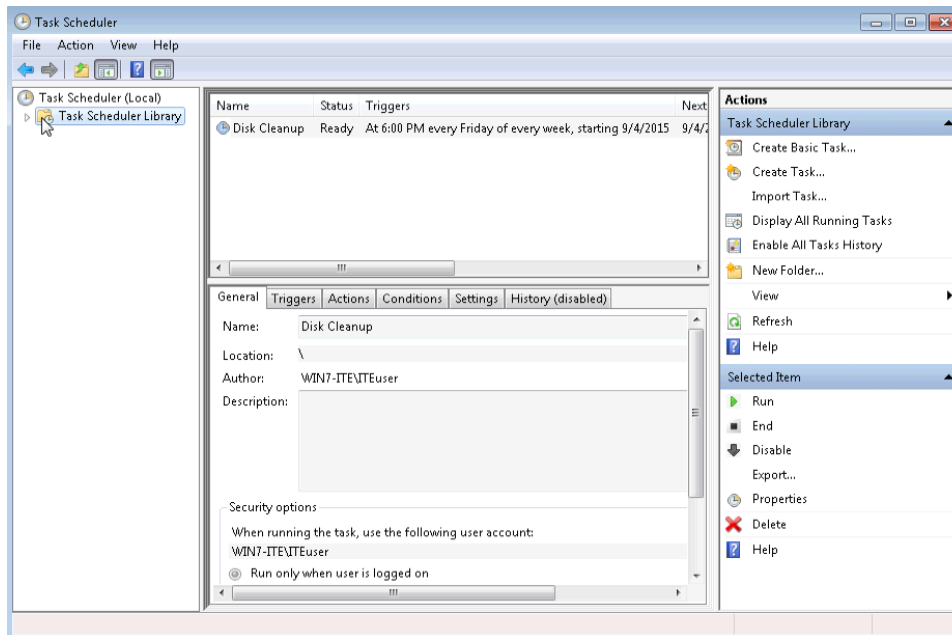 Task Scheduler
File Action View Help
Task Scheduler (Local)
Task Scheduler Library
Name Status Triggers Next
Disk Cleanup Ready At 6:00 PM every Friday of every week, starting 9/4/2015 9/4/2
General Triggers Actions Conditions Settings History (disabled)
Name: Disk Cleanup
Location: \
Author: WIN7-ITE\ITEuser
Description:
Security options
When running the task, use the following user account:
WIN7-ITE\ITEuser
Run only when user is logged on
Actions
Task Scheduler Library
Create Basic Task...
Create Task...
Import Task...
Display All Running Tasks
Enable All Tasks History
New Folder...
View
Refresh
Help
Selected Item
Run
End
Disable
Export...
Properties
Delete
Help